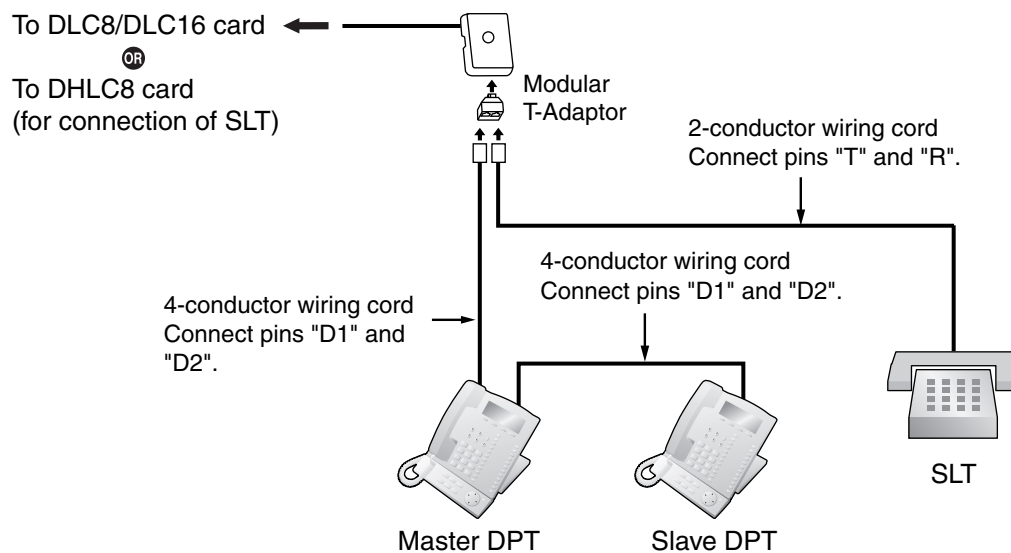 To DLC8/DLC16 card
OR
To DHLC8 card
(for connection of SLT)
Modular
T-Adaptor
2-conductor wiring cord
Connect pins "T" and "R".
4-conductor wiring cord
Connect pins "D1" and "D2".
4-conductor wiring cord
Connect pins "D1" and
"D2".
SLT
Master DPT
Slave DPT